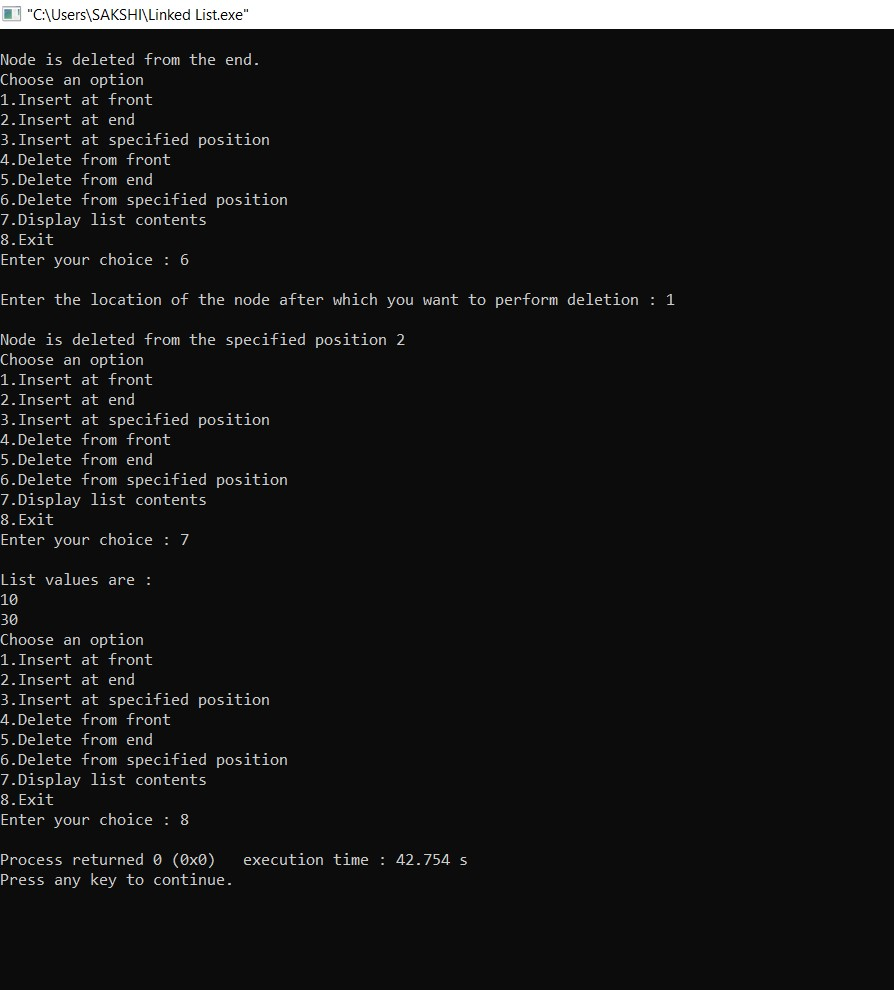 "C:\Users\SAKSHI\Linked List.exe"
Node is deleted from the end.
Choose an option
1.Insert at front
2.Insert at end
3.Insert at specified position
4.Delete from front
5.Delete from end
6.Delete from specified position
7.Display list contents
8.Exit
Enter your choice : 6
Enter the location of the node after which you want to perform deletion : 1
Node is deleted from the specified position 2
Choose an option
1.Insert at front
2.Insert at end
3.Insert at specified position
4.Delete from front
5.Delete from end
6.Delete from specified position
7.Display list contents
8.Exit
Enter your choice : 7
List values are :
10
30
Choose an option
1.Insert at front
2.Insert at end
3.Insert at specified position
4.Delete from front
5.Delete from end
6.Delete from specified position
7.Display list contents
8.Exit
Enter your choice : 8
Process returned 0 (0x0)   execution time : 42.754 s
Press any key to continue.